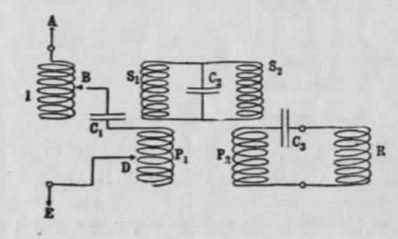 A
I B S₁ C₂ S₂
C₁ P₁ P₂ C₃ R
D
E